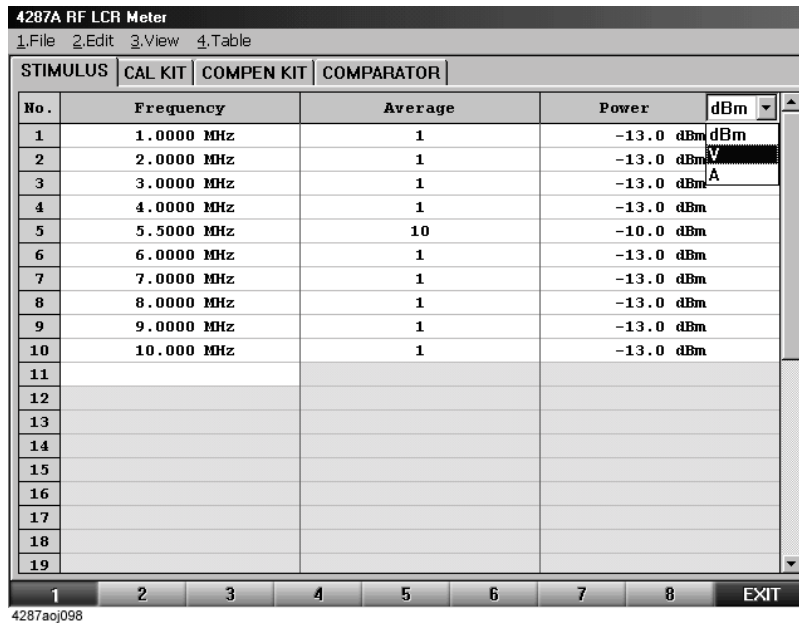 4287A RF LCR Meter
1.File 2.Edit 3.View 4.Table
STIMULUS CAL KIT COMPEN KIT COMPARATOR
No. Frequency Average Power dBm
1 1.0000 MHz 1 -13.0 dBm dBm
2 2.0000 MHz 1 -13.0 dBm V
3 3.0000 MHz 1 -13.0 dBm A
4 4.0000 MHz 1 -13.0 dBm
5 5.5000 MHz 10 -10.0 dBm
6 6.0000 MHz 1 -13.0 dBm
7 7.0000 MHz 1 -13.0 dBm
8 8.0000 MHz 1 -13.0 dBm
9 9.0000 MHz 1 -13.0 dBm
10 10.000 MHz 1 -13.0 dBm
11
12
13
14
15
16
17
18
19
1 2 3 4 5 6 7 8 EXIT
4287aoj098